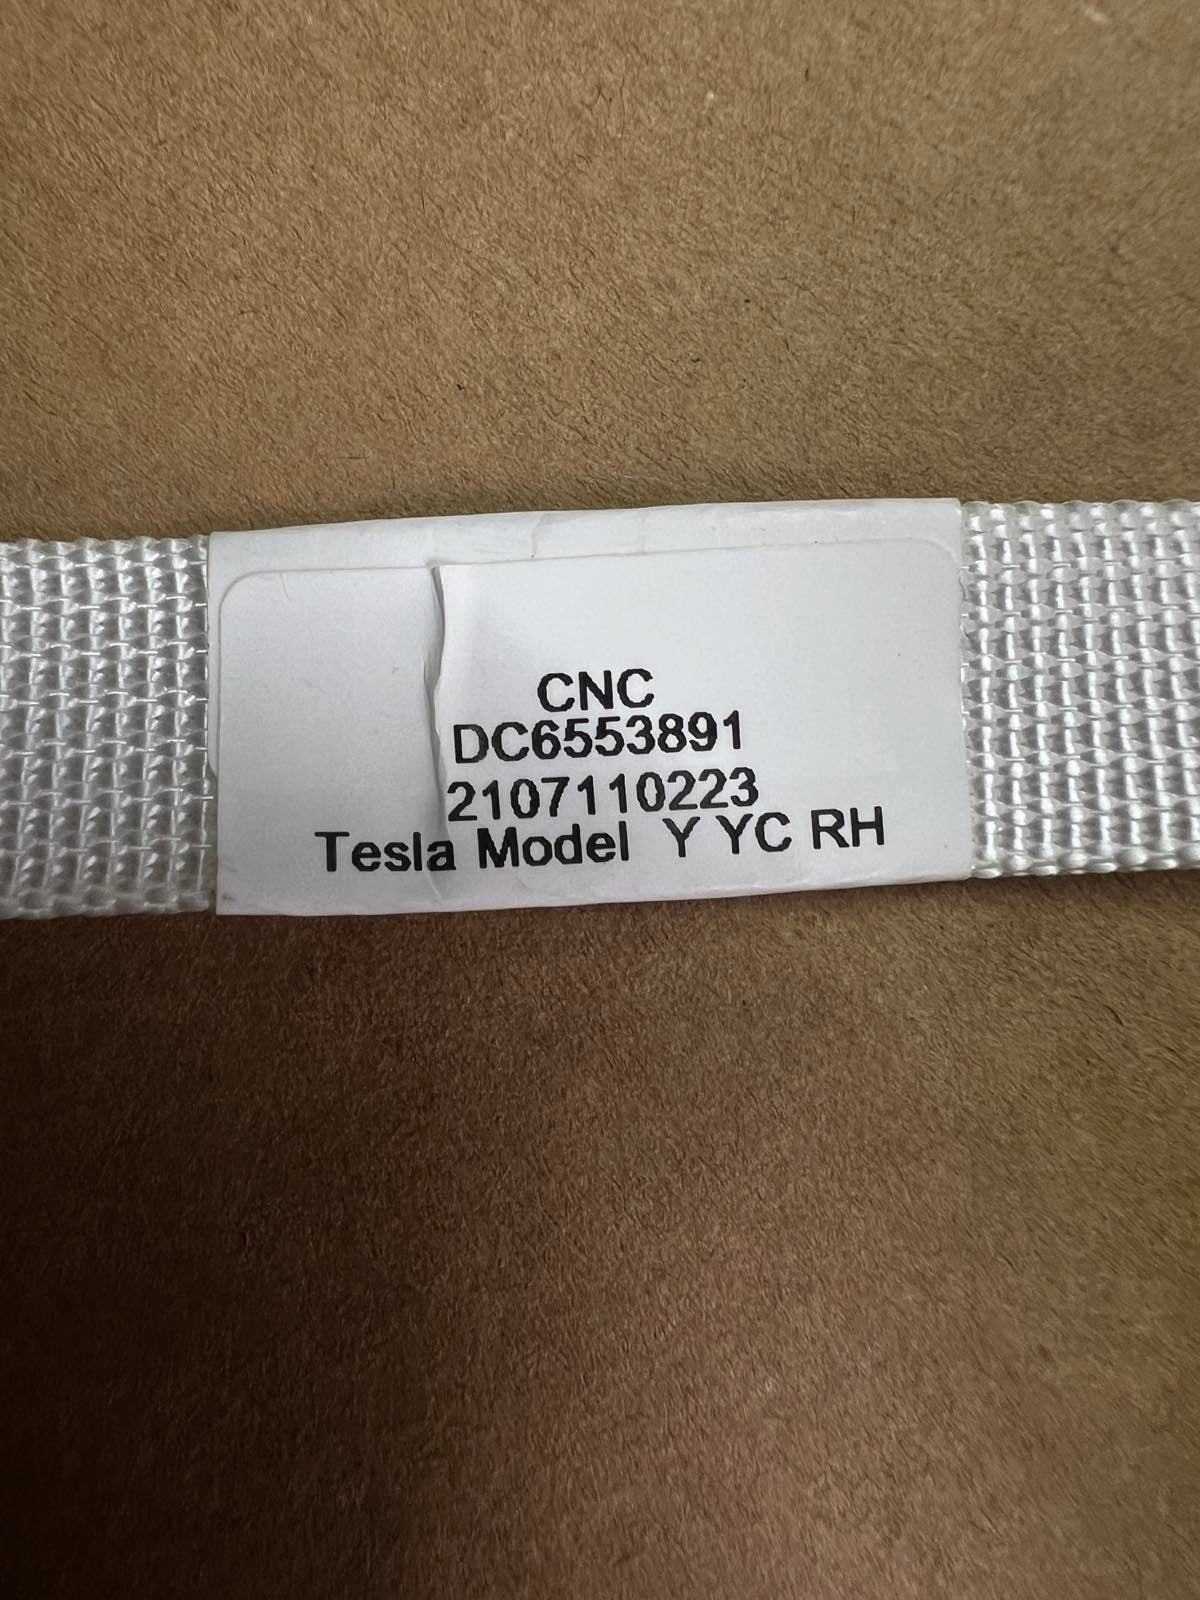 CNC
DC6553891
2107110223
Tesla Model Y YC RH